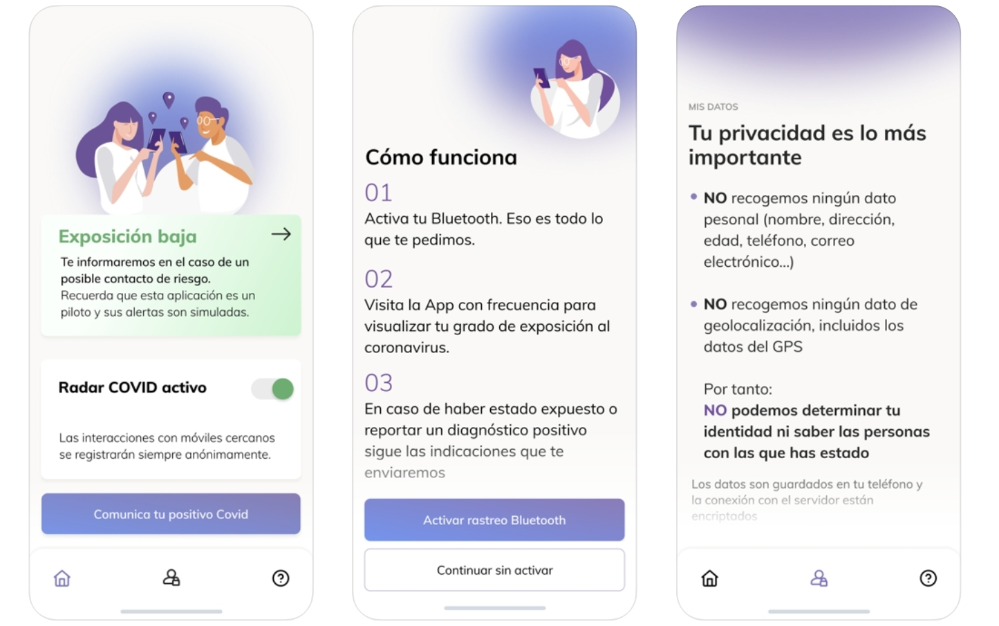 Exposición baja
Te informaremos en el caso de un
posible contacto de riesgo.
Recuerda que esta aplicación es un
piloto y sus alertas son simuladas.
Radar COVID activo
Las interacciones con móviles cercanos
se registrarán siempre anónimamente.
Comunica tu positivo Covid
Cómo funciona
01
Activa tu Bluetooth. Eso es todo lo
que te pedimos.
02
Visita la App con frecuencia para
visualizar tu grado de exposición al
coronavirus.
03
En caso de haber estado expuesto o
reportar un diagnóstico positivo
sigue las indicaciones que te
enviaremos
Activar rastreo Bluetooth
Continuar sin activar
MIS DATOS
Tu privacidad es lo más
importante
NO recogemos ningún dato
pesonal (nombre, dirección,
edad, teléfono, correo
electrónico...)
NO recogemos ningún dato de
geolocalización, incluidos los
datos del GPS
Por tanto:
NO podemos determinar tu
identidad ni saber las personas
con las que has estado
Los datos son guardados en tu teléfono y
la conexión con el servidor están
encriptados